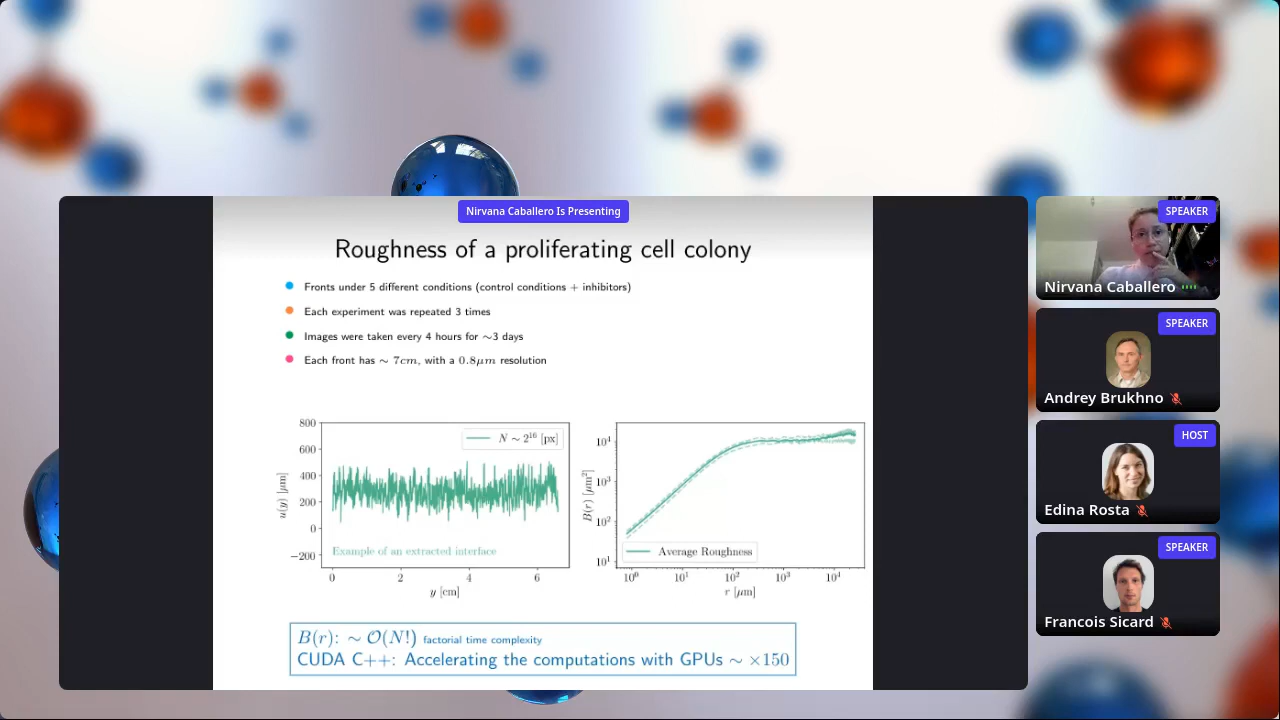 Nirvana Caballero Is Presenting
Roughness of a proliferating cell colony
Fronts under 5 different conditions (control conditions + inhibitors)
Each experiment was repeated 3 times
Images were taken every 4 hours for ∼3 days
Each front has ∼ 7cm, with a 0.8μm resolution
800
600
400
200
0
−200
u(y) [μm]
N ∼ 2¹⁶ [px]
Example of an extracted interface
0 2 4 6
y [cm]
10⁴
10³
10²
10¹
B(r) [μm²]
Average Roughness
10⁰ 10¹ 10² 10³ 10⁴
r [μm]
B(r): ∼ O(N!) factorial time complexity
CUDA C++: Accelerating the computations with GPUs ∼ ×150
SPEAKER
Nirvana Caballero
SPEAKER
Andrey Brukhno
HOST
Edina Rosta
SPEAKER
Francois Sicard